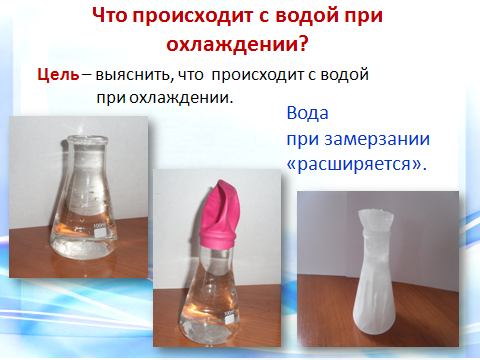 Что происходит с водой при
охлаждении?
Цель – выяснить, что происходит с водой
при охлаждении.
Вода
при замерзании
«расширяется».